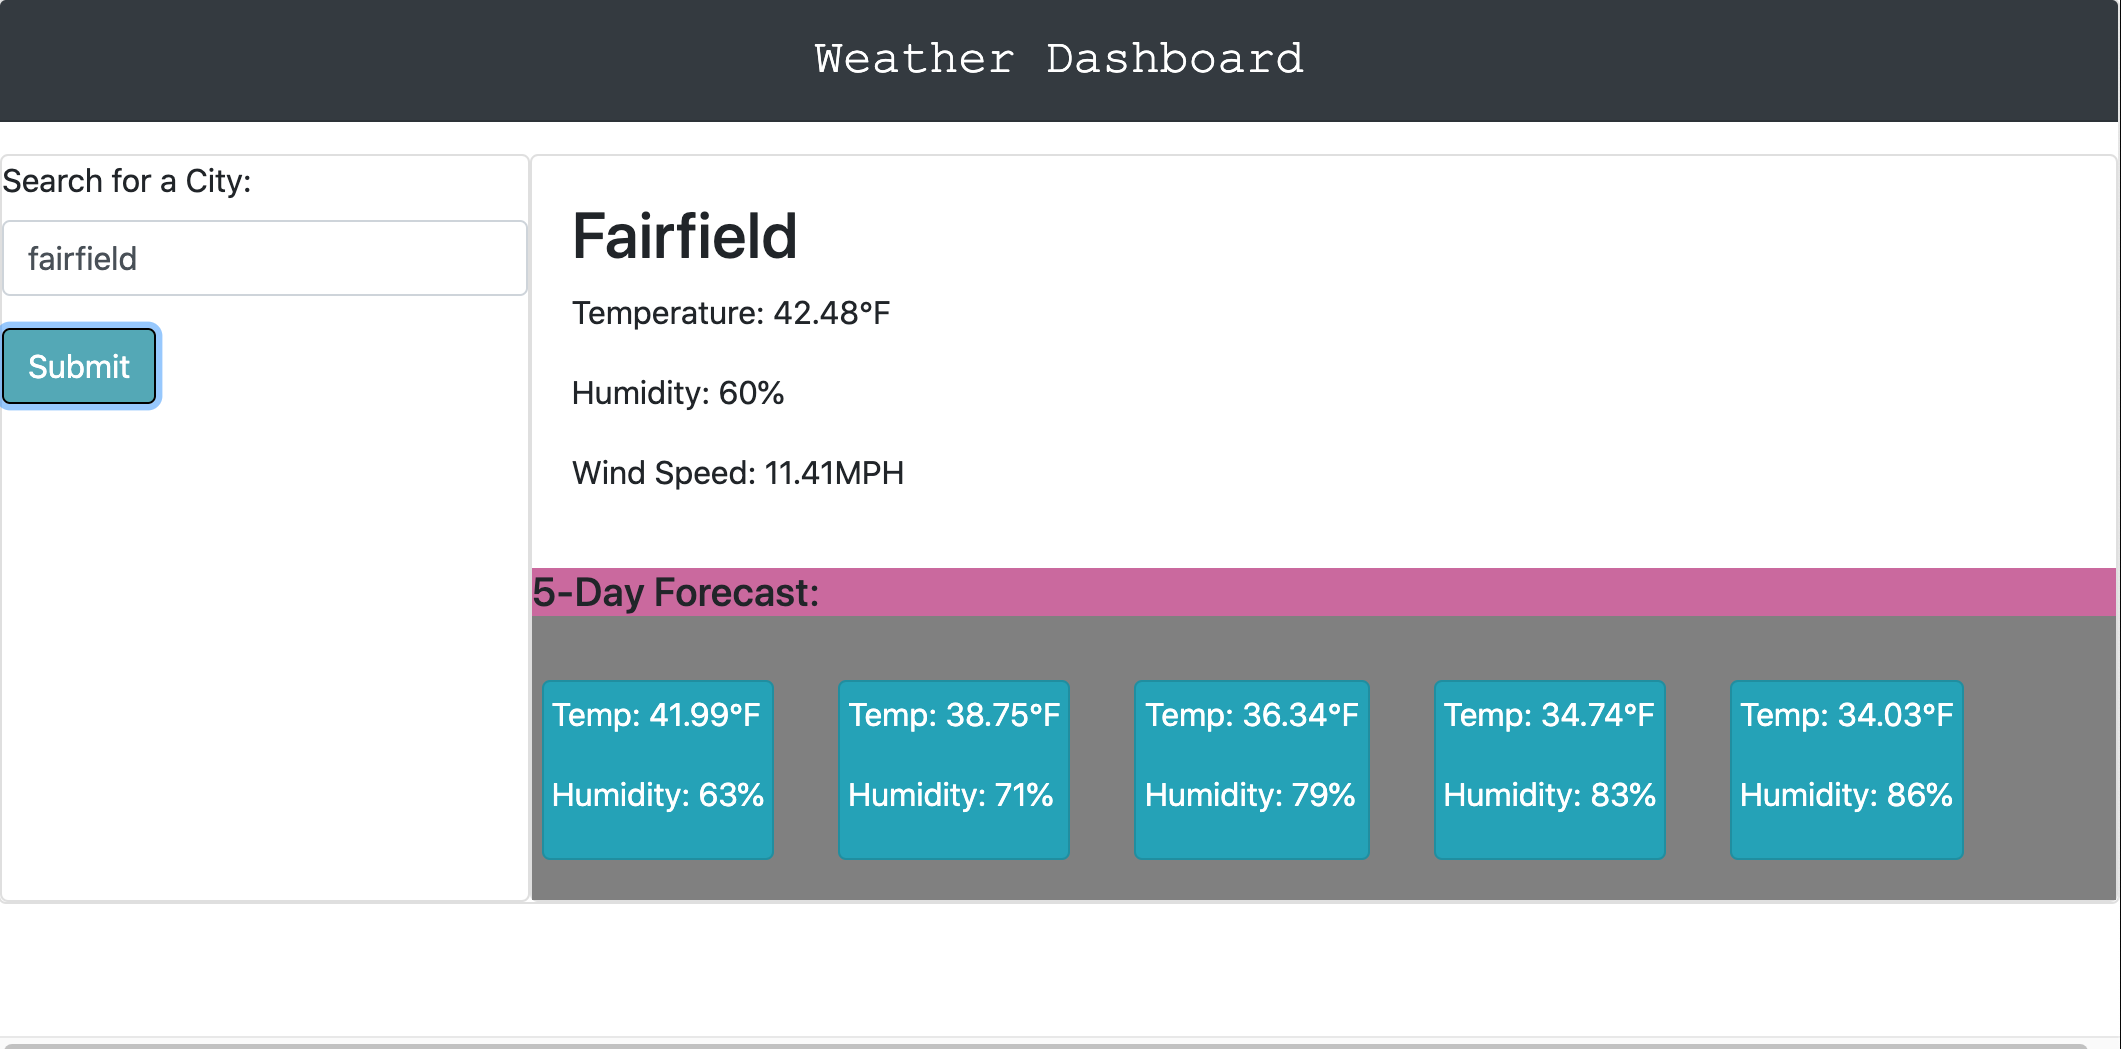 Weather Dashboard
Search for a City:
fairfield
Submit
Fairfield
Temperature: 42.48°F
Humidity: 60%
Wind Speed: 11.41MPH
5-Day Forecast:
Temp: 41.99°F
Humidity: 63%
Temp: 38.75°F
Humidity: 71%
Temp: 36.34°F
Humidity: 79%
Temp: 34.74°F
Humidity: 83%
Temp: 34.03°F
Humidity: 86%